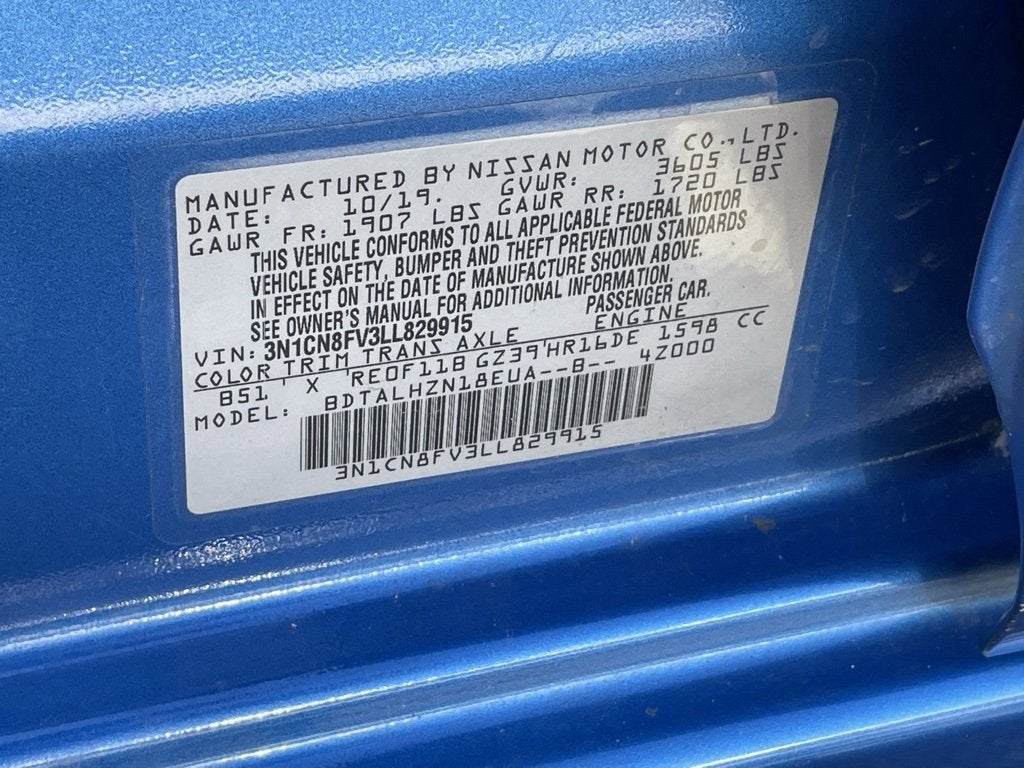 MANUFACTURED BY NISSAN MOTOR CO., LTD.
DATE: 10/19. GVWR: 3605 LBS
GAWR FR: 1907 LBS GAWR RR: 1720 LBS
THIS VEHICLE CONFORMS TO ALL APPLICABLE FEDERAL MOTOR
VEHICLE SAFETY, BUMPER AND THEFT PREVENTION STANDARDS
IN EFFECT ON THE DATE OF MANUFACTURE SHOWN ABOVE.
SEE OWNER'S MANUAL FOR ADDITIONAL INFORMATION.
VIN: 3N1CN8FV3LL829915 PASSENGER CAR.
COLOR TRIM TRANS AXLE ENGINE
B51 ' X 'RE0F11B GZ39'HR16DE 1598 CC
MODEL: BDTALHZN18EUA--B-- 4Z000
3N1CN8FV3LL829915